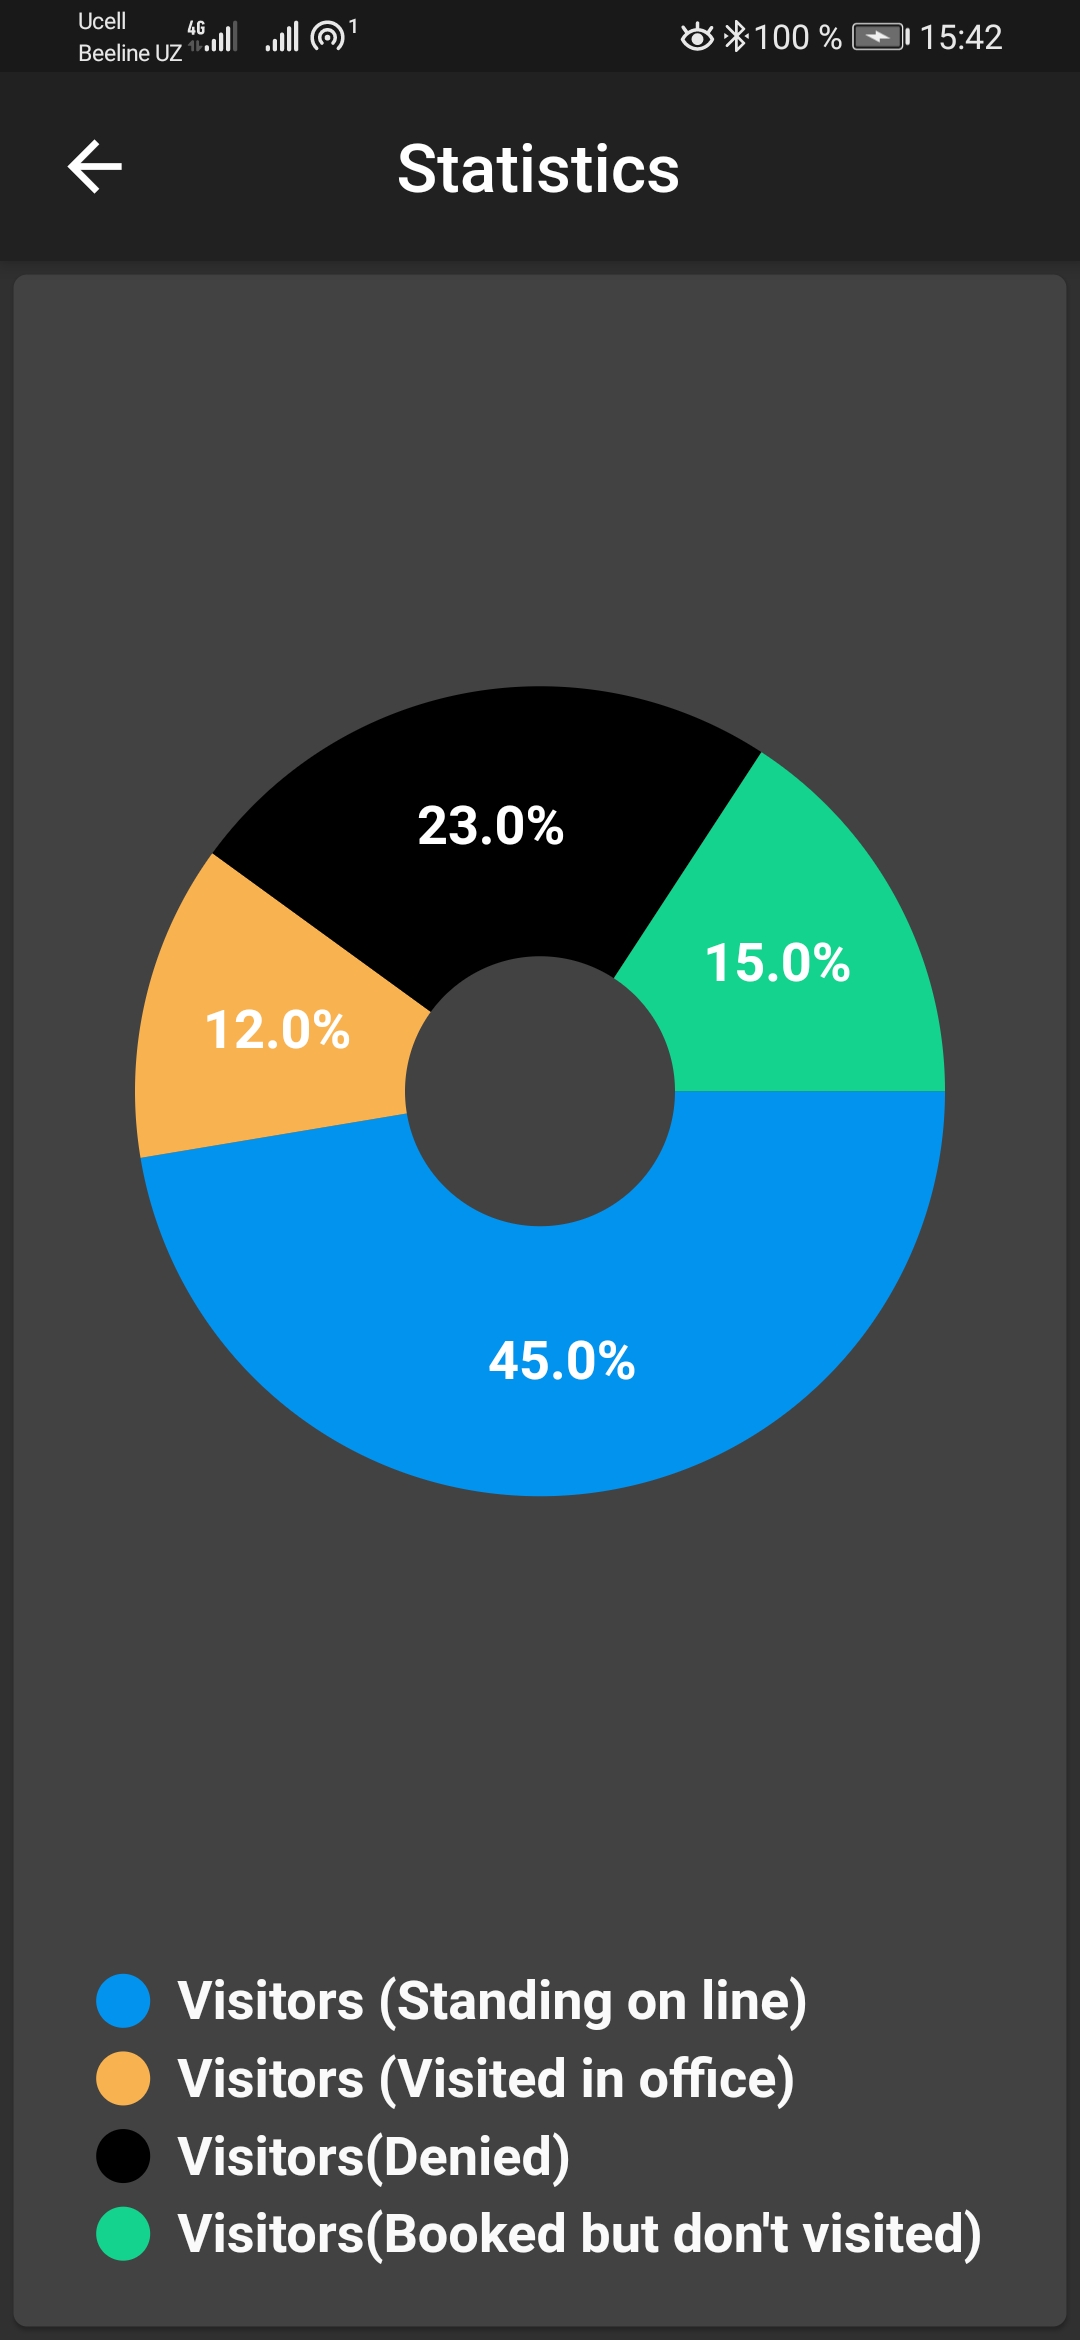 Ucell
Beeline UZ 4G 1 100 % 15:42
Statistics
23.0%
15.0%
12.0%
45.0%
Visitors (Standing on line)
Visitors (Visited in office)
Visitors(Denied)
Visitors(Booked but don't visited)